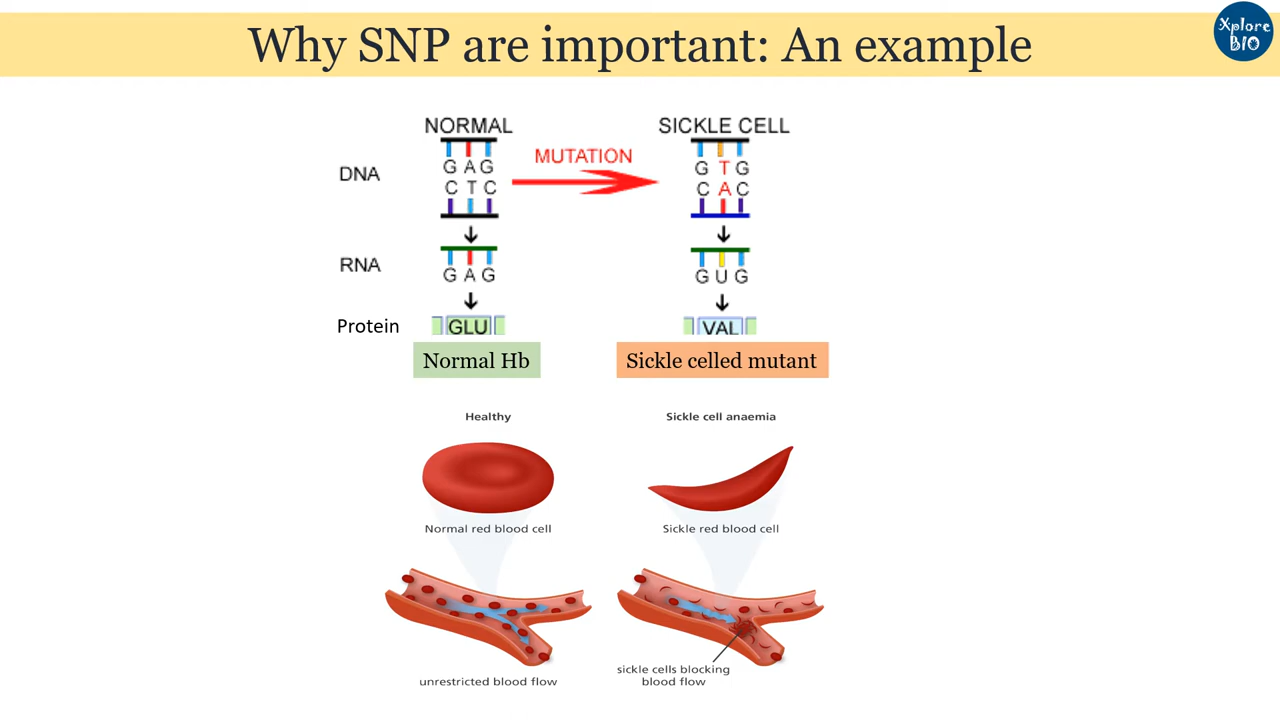 Why SNP are important: An example
Xplore
BIO
NORMAL
SICKLE CELL
MUTATION
DNA
G A G
C T C
G T G
C A C
RNA
G A G
G U G
Protein
GLU
VAL
Normal Hb
Sickle celled mutant
Healthy
Sickle cell anaemia
Normal red blood cell
Sickle red blood cell
unrestricted blood flow
sickle cells blocking
blood flow